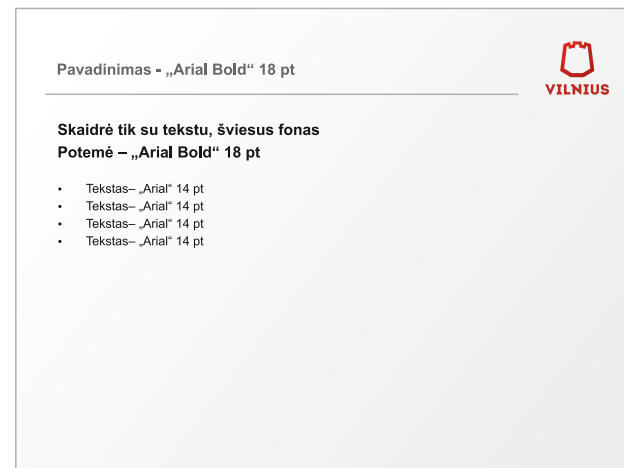 Pavadinimas - „Arial Bold“ 18 pt
VILNIUS
Skaidrė tik su tekstu, šviesus fonas
Potemė – „Arial Bold“ 18 pt
• Tekstas– „Arial“ 14 pt
• Tekstas– „Arial“ 14 pt
• Tekstas– „Arial“ 14 pt
• Tekstas– „Arial“ 14 pt